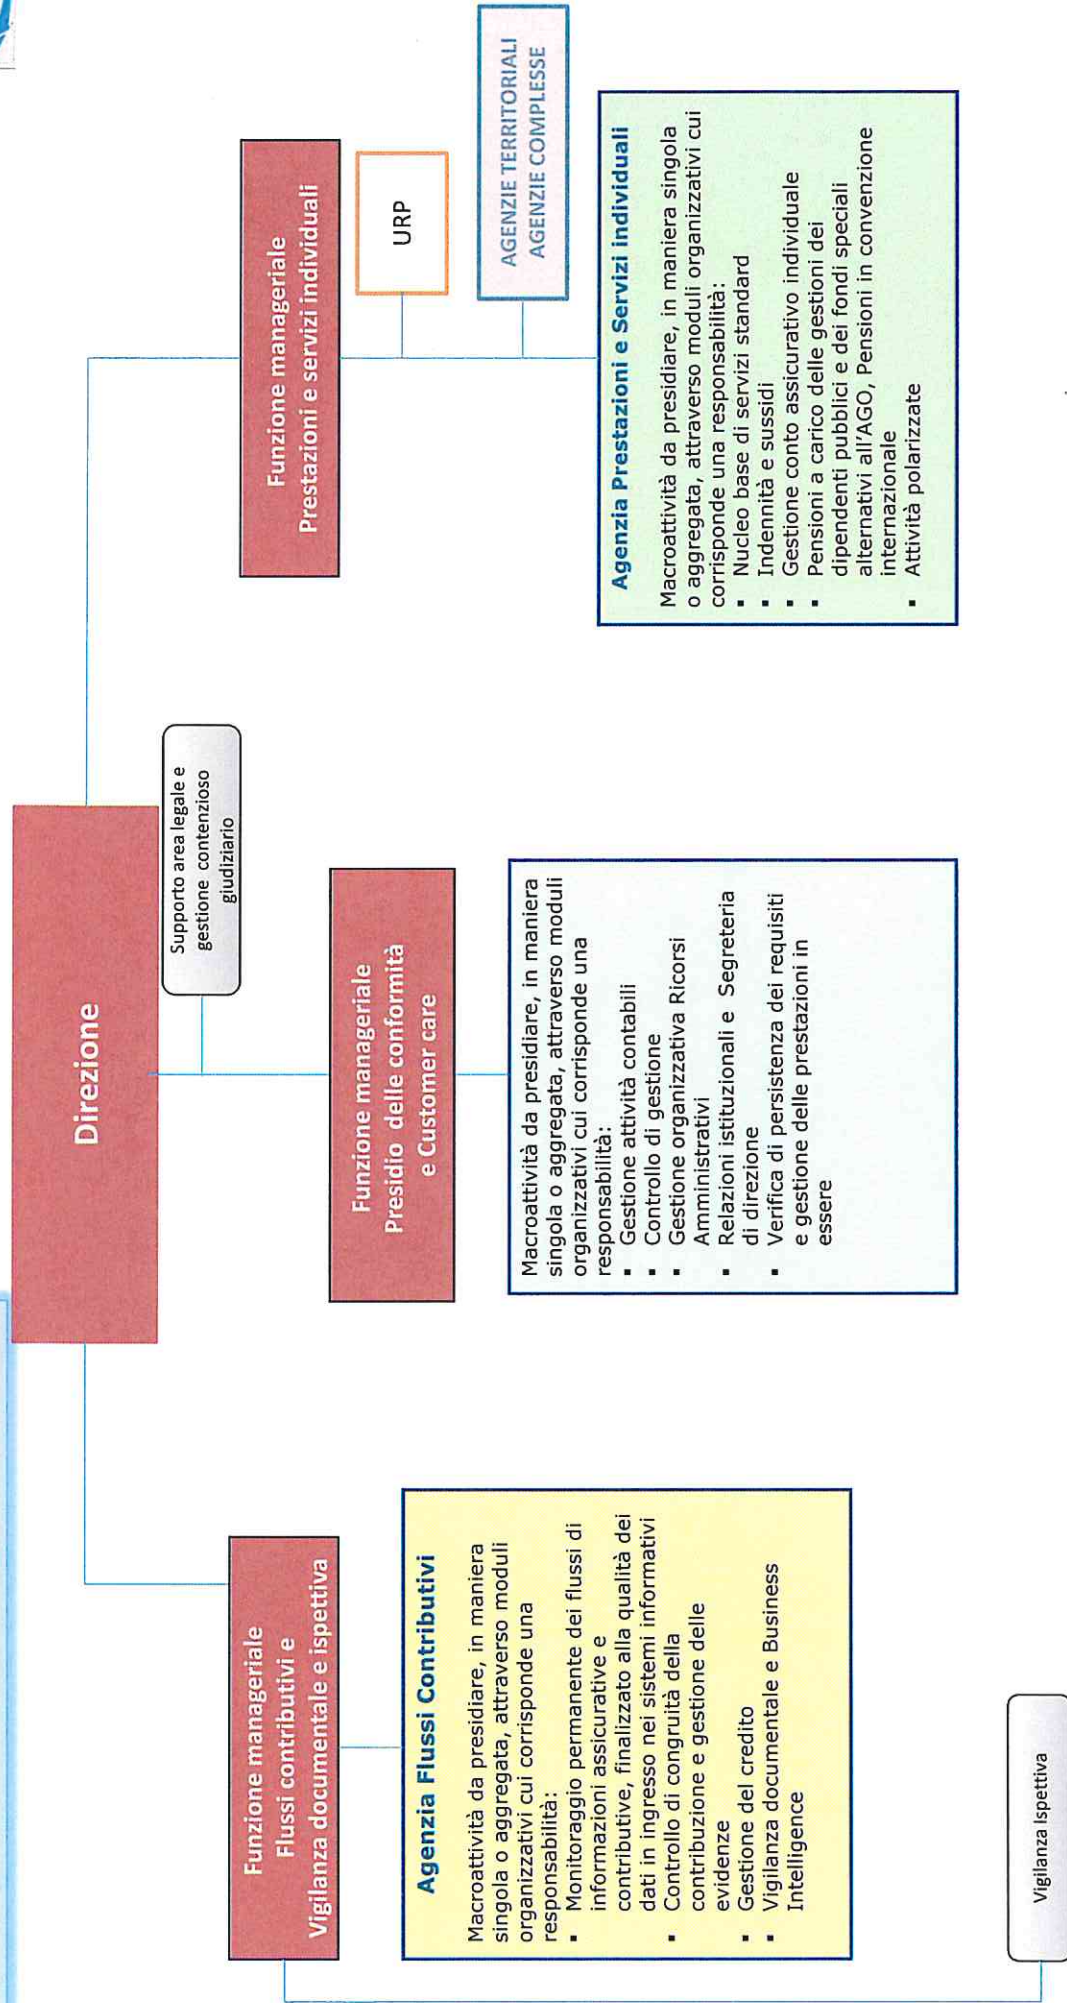 Direzione
Supporto area legale e
gestione contenzioso
giudiziario
Funzione manageriale
Flussi contributivi e
Vigilanza documentale e ispettiva
Agenzia Flussi Contributivi
Macroattività da presidiare, in maniera
singola o aggregata, attraverso moduli
organizzativi cui corrisponde una
responsabilità:
▪ Monitoraggio permanente dei flussi di
informazioni assicurative e
contributive, finalizzato alla qualità dei
dati in ingresso nei sistemi informativi
▪ Controllo di congruità della
contribuzione e gestione delle
evidenze
▪ Gestione del credito
▪ Vigilanza documentale e Business
Intelligence
Vigilanza Ispettiva
Funzione manageriale
Presidio delle conformità
e Customer care
Macroattività da presidiare, in maniera
singola o aggregata, attraverso moduli
organizzativi cui corrisponde una
responsabilità:
▪ Gestione attività contabili
▪ Controllo di gestione
▪ Gestione organizzativa Ricorsi
Amministrativi
▪ Relazioni istituzionali e Segreteria
di direzione
▪ Verifica di persistenza dei requisiti
e gestione delle prestazioni in
essere
Funzione manageriale
Prestazioni e servizi individuali
URP
AGENZIE TERRITORIALI
AGENZIE COMPLESSE
Agenzia Prestazioni e Servizi individuali
Macroattività da presidiare, in maniera singola
o aggregata, attraverso moduli organizzativi cui
corrisponde una responsabilità:
▪ Nucleo base di servizi standard
▪ Indennità e sussidi
▪ Gestione conto assicurativo individuale
▪ Pensioni a carico delle gestioni dei
dipendenti pubblici e dei fondi speciali
alternativi all'AGO, Pensioni in convenzione
internazionale
▪ Attività polarizzate